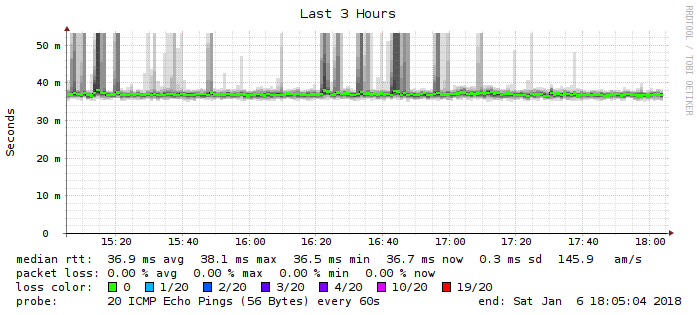 Last 3 Hours
RRDTOOL / TOBI OETIKER
Seconds
50 m
40 m
30 m
20 m
10 m
0
15:20 15:40 16:00 16:20 16:40 17:00 17:20 17:40 18:00
median rtt: 36.9 ms avg 38.1 ms max 36.5 ms min 36.7 ms now 0.3 ms sd 145.9 am/s
packet loss: 0.00 % avg 0.00 % max 0.00 % min 0.00 % now
loss color: 0 1/20 2/20 3/20 4/20 10/20 19/20
probe: 20 ICMP Echo Pings (56 Bytes) every 60s end: Sat Jan 6 18:05:04 2018